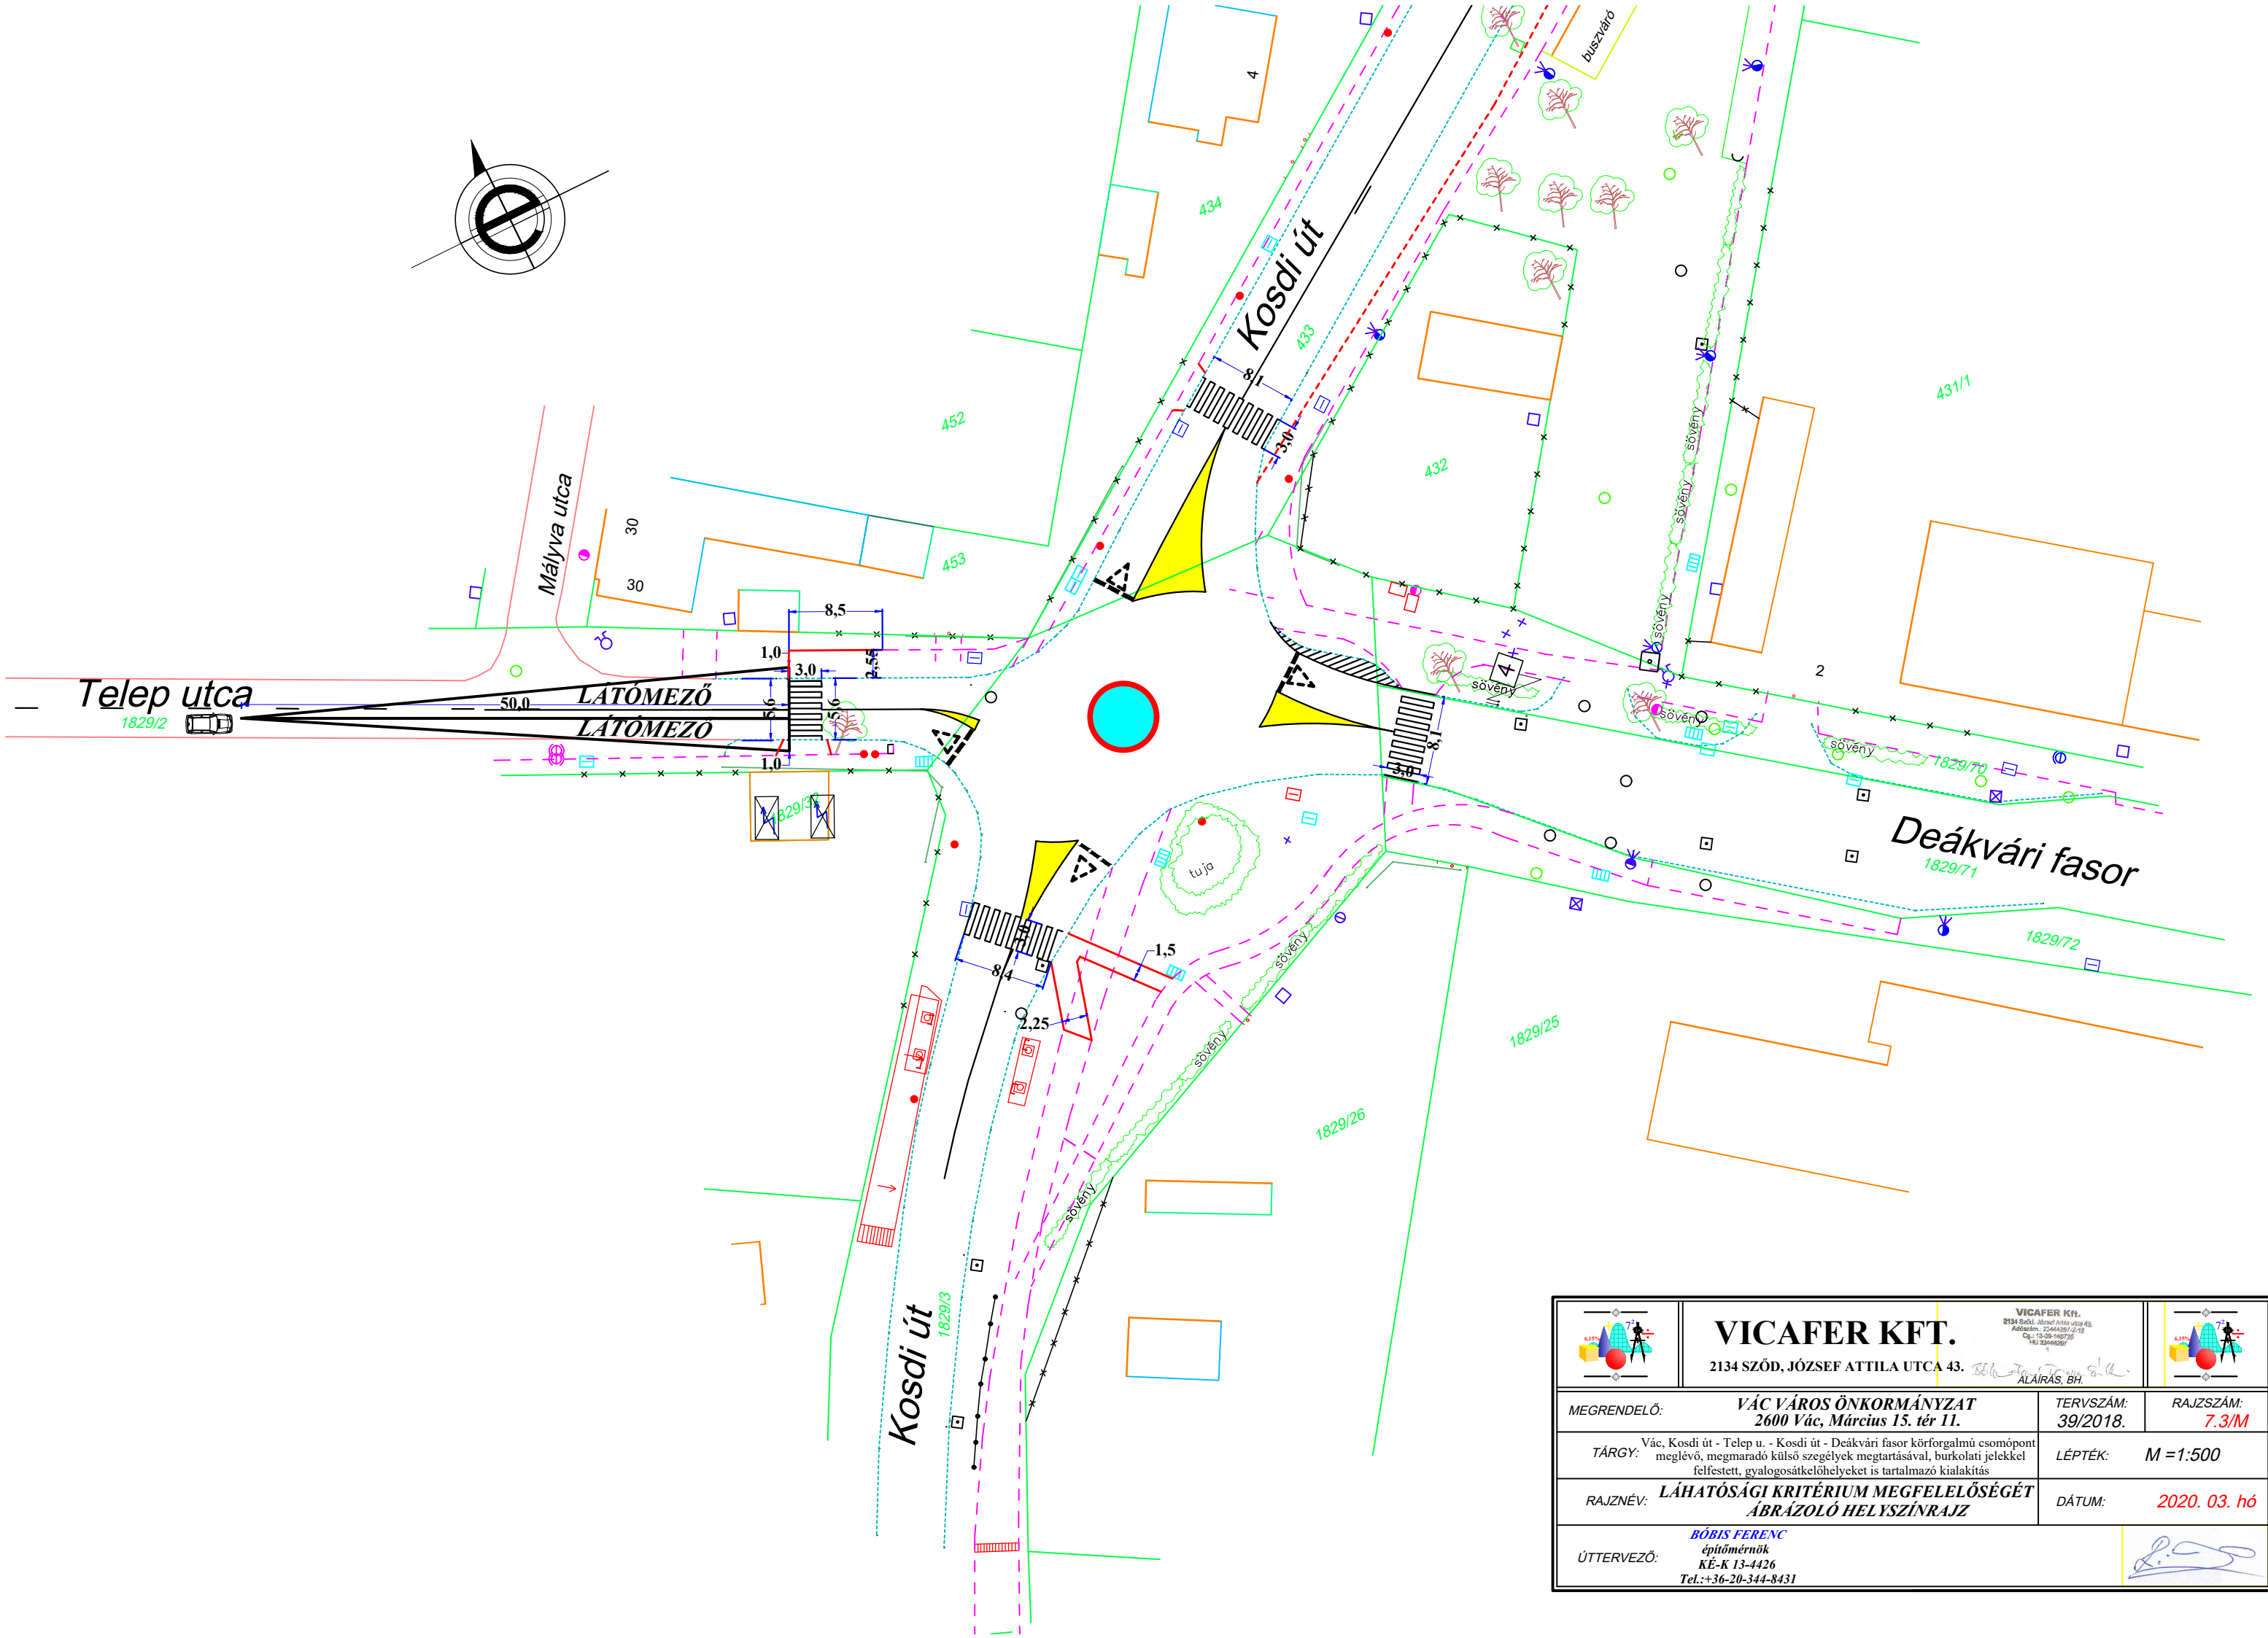 buszváró
4
434
Kosdi út
433
8,1
3,0
452
432
431/1
Mályva utca
30
30
453
sövény
sövény
sövény
8,5
1,0
3,0
2,55
Telep utca
1829/2
50,0
LÁTÓMEZŐ
LÁTÓMEZŐ
5,6
5,6
1,0
4
sövény
sövény
sövény
2
8,1
3,0
1829/70
Deákvári fasor
1829/71
1829/72
tuja
3,0
8,4
1,5
2,25
sövény
sövény
sövény
1829/25
1829/26
Kosdi út
1829/3
VICAFER KFT.
2134 SZŐD, JÓZSEF ATTILA UTCA 43.
VICAFER Kft.
ALÁÍRÁS, BH.
MEGRENDELŐ:
VÁC VÁROS ÖNKORMÁNYZAT
2600 Vác, Március 15. tér 11.
TERVSZÁM:
39/2018.
RAJZSZÁM:
7.3/M
TÁRGY:
Vác, Kosdi út - Telep u. - Kosdi út - Deákvári fasor körforgalmú csomópont
meglévő, megmaradó külső szegélyek megtartásával, burkolati jelekkel
felfestett, gyalogosátkelőhelyeket is tartalmazó kialakítás
LÉPTÉK:
M =1:500
RAJZNÉV:
LÁHATÓSÁGI KRITÉRIUM MEGFELELŐSÉGÉT
ÁBRÁZOLÓ HELYSZÍNRAJZ
DÁTUM:
2020. 03. hó
ÚTTERVEZŐ:
BÓBIS FERENC
építőmérnök
KÉ-K 13-4426
Tel.:+36-20-344-8431